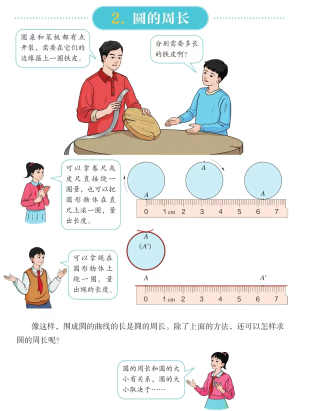 2. 圆的周长
圆桌和菜板都有点
开裂，需要在它们的
边缘箍上一圈铁皮。
分别需要多长
的铁皮啊？
可以拿卷尺或
皮尺直接绕一
圈量，也可以把
圆形物体在直
尺上滚一圈，量
出长度。
A A A
0 1cm 2 3 4 5 6 7
可以拿绳在
圆形物体上
绕一圈，量
出绳的长度。
A
(A′)
A A′
0 1cm 2 3 4 5 6 7
像这样，围成圆的曲线的长是圆的周长。除了上面的方法，还可以怎样求
圆的周长呢？
圆的周长和圆的大
小有关系，圆的大
小取决于……